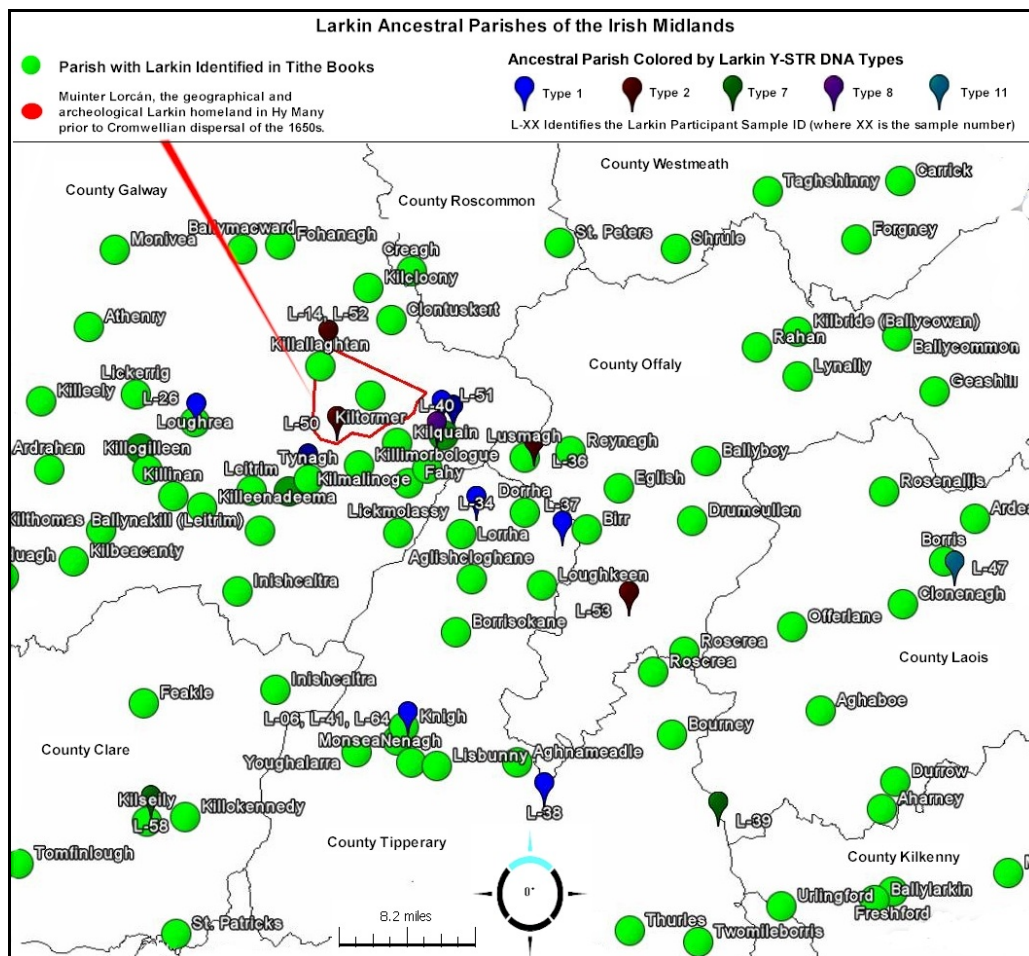 Larkin Ancestral Parishes of the Irish Midlands
Parish with Larkin Identified in Tithe Books
Muinter Lorcán, the geographical and
archeological Larkin homeland in Hy Many
prior to Cromwellian dispersal of the 1650s.
Ancestral Parish Colored by Larkin Y-STR DNA Types
Type 1
Type 2
Type 7
Type 8
Type 11
L-XX Identifies the Larkin Participant Sample ID (where XX is the sample number)
County Westmeath
County Galway
County Roscommon
Taghshinny
Carrick
Monivea
Ballymacward
Fohanagh
Creagh
St. Peters
Shrule
Forgney
Kilcloony
Clontuskert
Athenry
L-14, L-52
Killallaghtan
County Offaly
Kilbride (Ballycowan)
Rahan
Ballycommon
Lynally
Geashill
Lickerrig
Killeely
L-26
Loughrea
L-50
Kiltormer
L-40
L-51
Kilquain
Lusmagh
Reynagh
L-36
Killogilleen
Ardrahan
Killinan
Leitrim
Tynagh
Killimorbologue
Kilmalinoge
Fahy
Ballyboy
Eglish
Rosenallis
Killeenadeema
Kilthomas
Ballynakill (Leitrim)
Lickmolassy
L-34
Dorrha
Lorrha
L-37
Birr
Drumcullen
Ardes
duagh
Kilbeacanty
Aglishcloghane
Borris
L-47
Inishcaltra
Loughkeen
L-53
Clonenagh
Borrisokane
Offerlane
Roscrea
Roscrea
County Laois
Feakle
Inishcaltra
Aghaboe
L-06, L-41, L-64
Knigh
Bourney
County Clare
Monsea
Nenagh
Youghalarra
Lisbunny
Aghnameadle
Durrow
Kilseily
L-58
Killokennedy
L-38
L-39
Aharney
County Tipperary
County Kilkenny
Tomfinlough
0°
Urlingford
Ballylarkin
Freshford
St. Patricks
8.2 miles
Thurles
Twomileborris